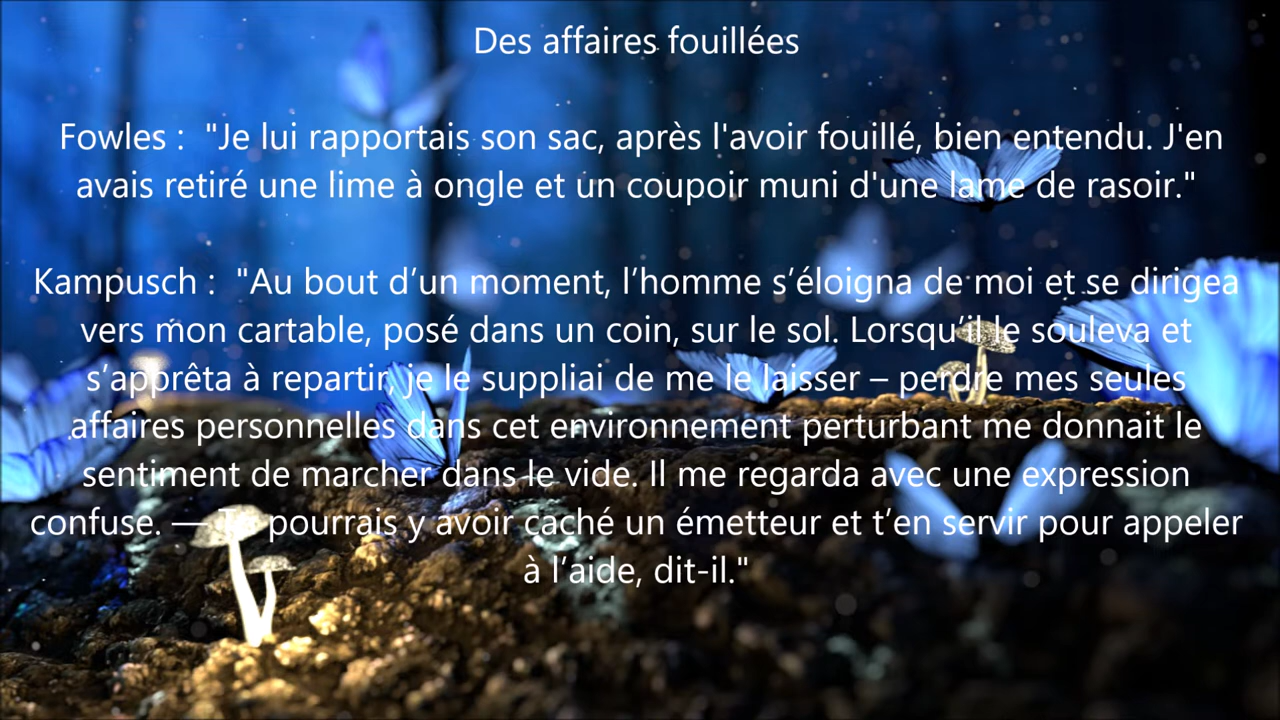 Des affaires fouillées
Fowles :  "Je lui rapportais son sac, après l'avoir fouillé, bien entendu. J'en
avais retiré une lime à ongle et un coupoir muni d'une lame de rasoir."
Kampusch :  "Au bout d’un moment, l’homme s’éloigna de moi et se dirigea
vers mon cartable, posé dans un coin, sur le sol. Lorsqu’il le souleva et
s’apprêta à repartir, je le suppliai de me le laisser – perdre mes seules
affaires personnelles dans cet environnement perturbant me donnait le
sentiment de marcher dans le vide. Il me regarda avec une expression
confuse. — Tu pourrais y avoir caché un émetteur et t’en servir pour appeler
à l’aide, dit-il."